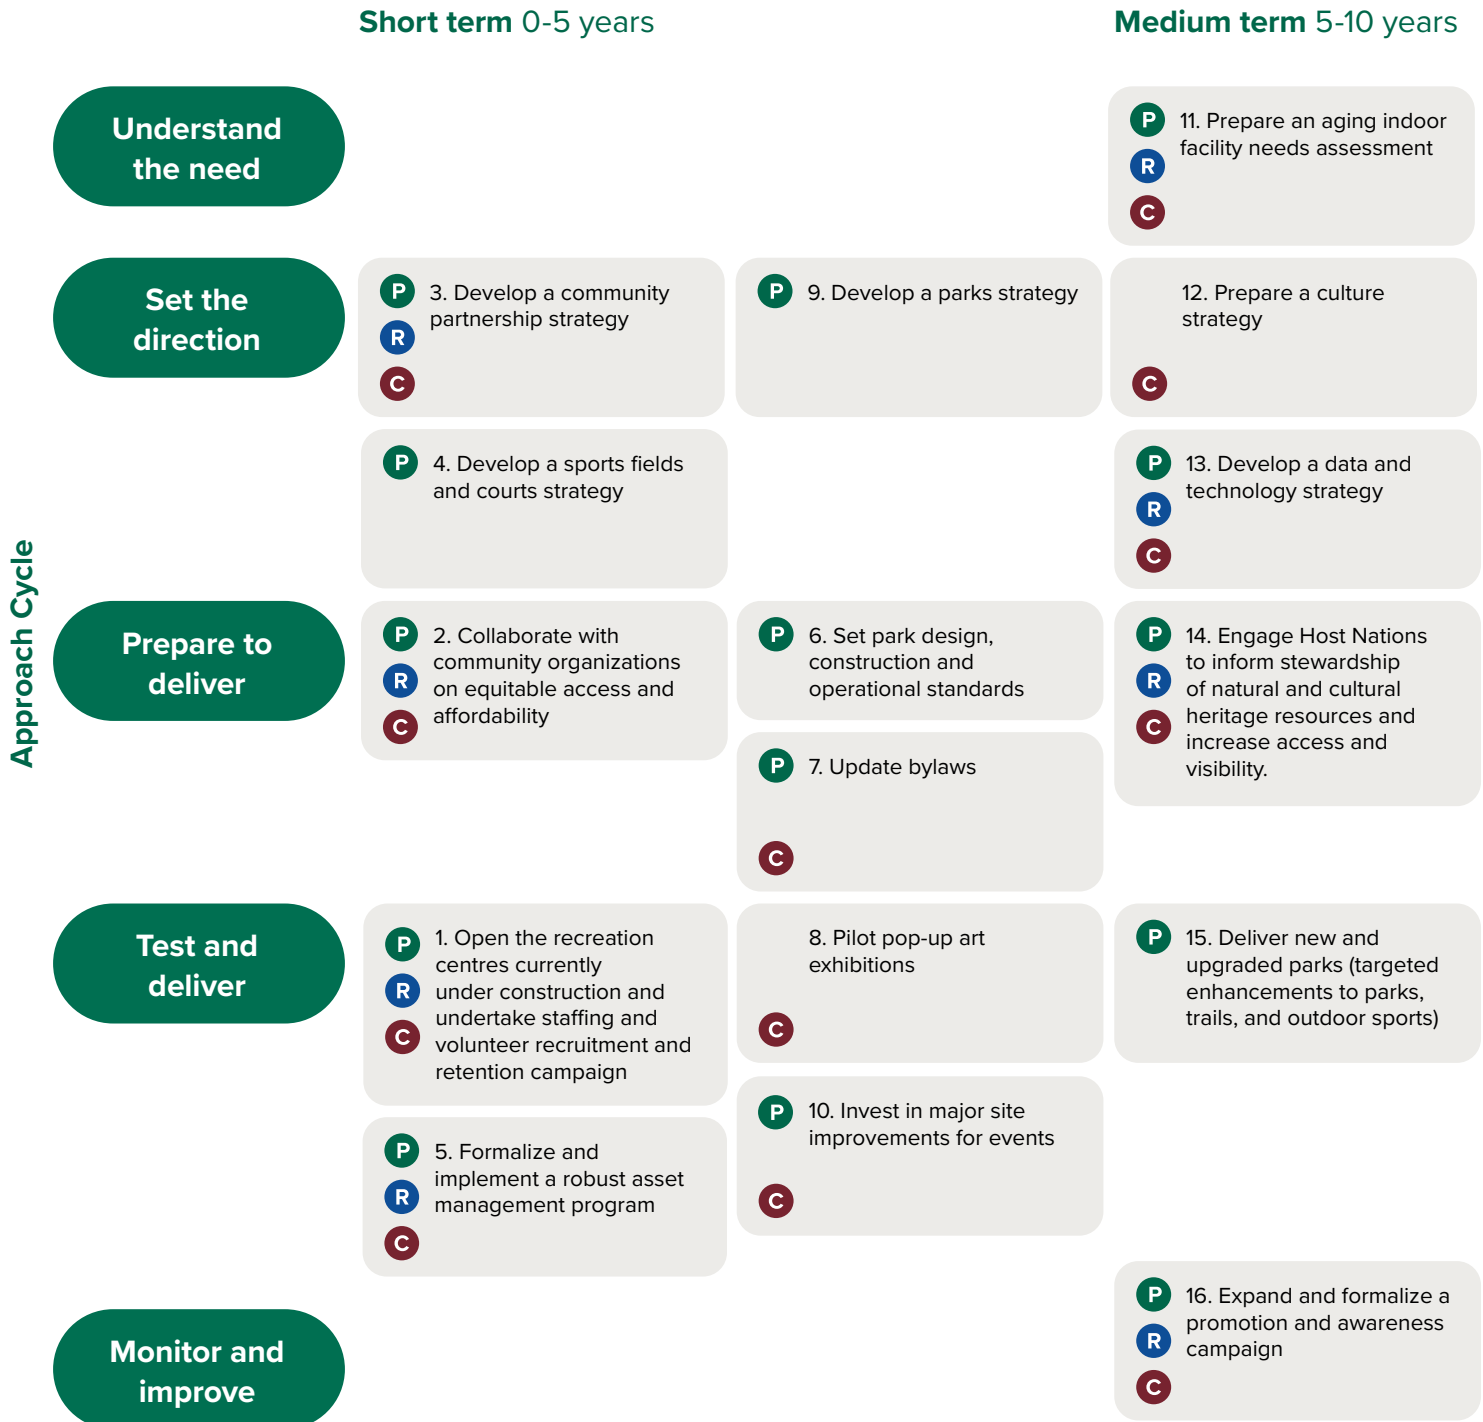 Short term 0-5 years
Medium term 5-10 years
Approach Cycle
Understand
the need
P
R
C
11. Prepare an aging indoor
facility needs assessment
Set the
direction
P
R
C
3. Develop a community
partnership strategy
P
9. Develop a parks strategy
C
12. Prepare a culture
strategy
P
4. Develop a sports fields
and courts strategy
P
R
C
13. Develop a data and
technology strategy
Prepare to
deliver
P
R
C
2. Collaborate with
community organizations
on equitable access and
affordability
P
6. Set park design,
construction and
operational standards
P
C
7. Update bylaws
P
R
C
14. Engage Host Nations
to inform stewardship
of natural and cultural
heritage resources and
increase access and
visibility.
Test and
deliver
P
R
C
1. Open the recreation
centres currently
under construction and
undertake staffing and
volunteer recruitment and
retention campaign
C
8. Pilot pop-up art
exhibitions
P
15. Deliver new and
upgraded parks (targeted
enhancements to parks,
trails, and outdoor sports)
P
R
C
5. Formalize and
implement a robust asset
management program
P
C
10. Invest in major site
improvements for events
Monitor and
improve
P
R
C
16. Expand and formalize a
promotion and awareness
campaign